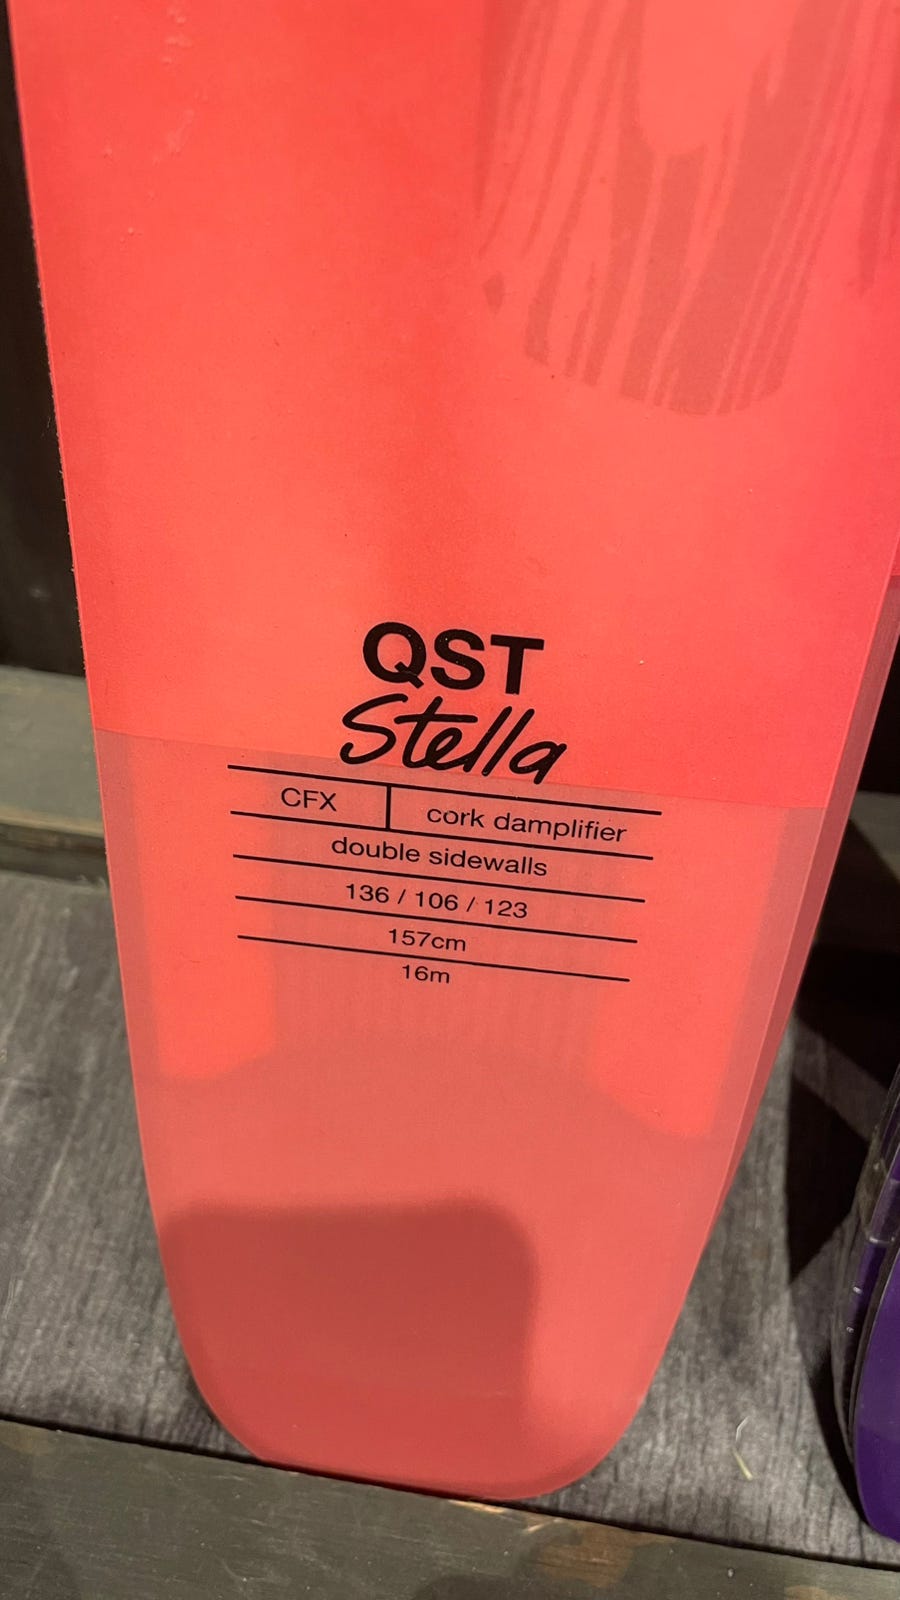 QST
Stella
CFX cork damplifier
double sidewalls
136 / 106 / 123
157cm
16m